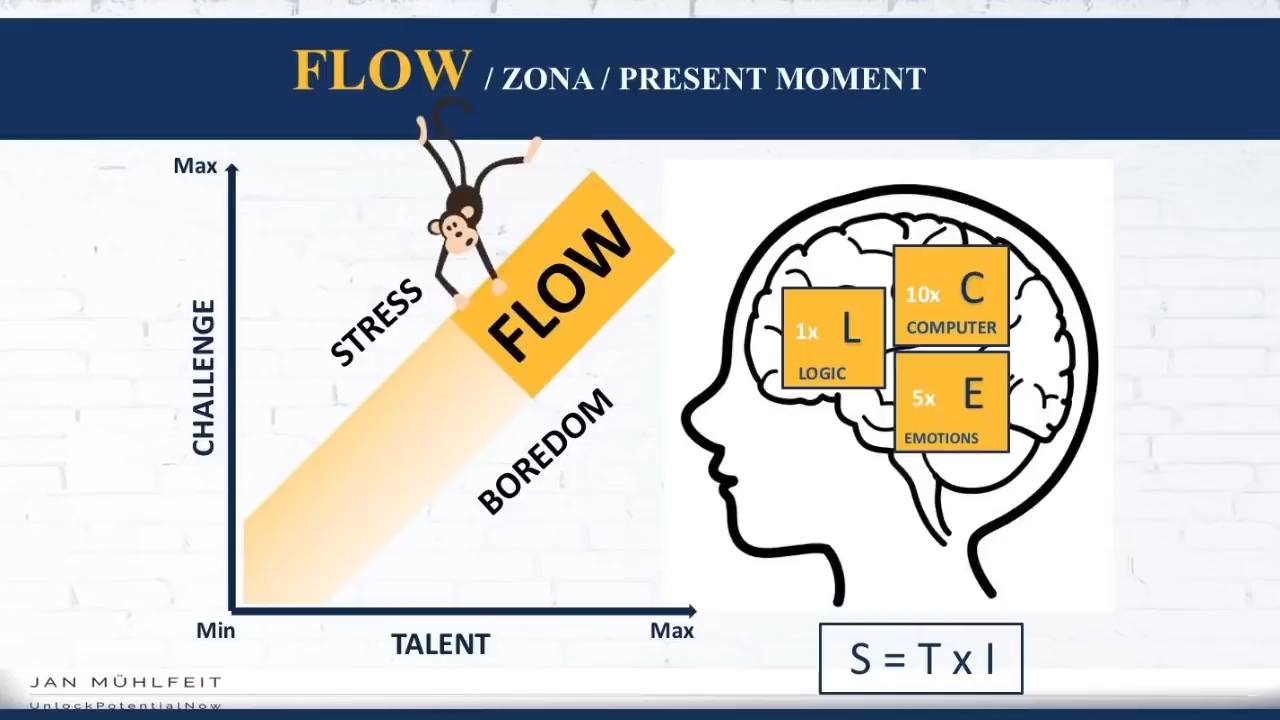 FLOW / ZONA / PRESENT MOMENT
Max
CHALLENGE
STRESS
FLOW
BOREDOM
Min
TALENT
Max
1x L
LOGIC
10x C
COMPUTER
5x E
EMOTIONS
S = T x I
JAN MÜHLFEIT
UnlockPotentialNow